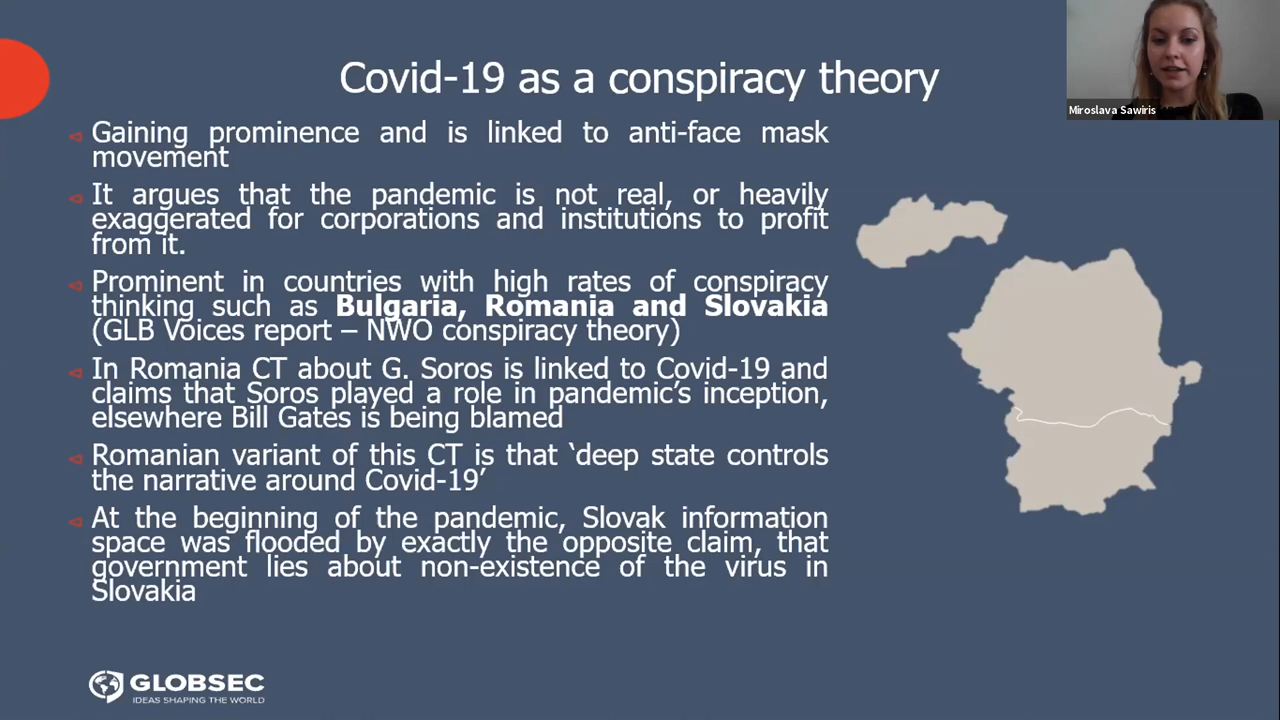 Covid-19 as a conspiracy theory
Miroslava Sawiris
Gaining prominence and is linked to anti-face mask
movement
It argues that the pandemic is not real, or heavily
exaggerated for corporations and institutions to profit
from it.
Prominent in countries with high rates of conspiracy
thinking such as Bulgaria, Romania and Slovakia
(GLB Voices report – NWO conspiracy theory)
In Romania CT about G. Soros is linked to Covid-19 and
claims that Soros played a role in pandemic’s inception,
elsewhere Bill Gates is being blamed
Romanian variant of this CT is that ‘deep state controls
the narrative around Covid-19’
At the beginning of the pandemic, Slovak information
space was flooded by exactly the opposite claim, that
government lies about non-existence of the virus in
Slovakia
GLOBSEC
IDEAS SHAPING THE WORLD